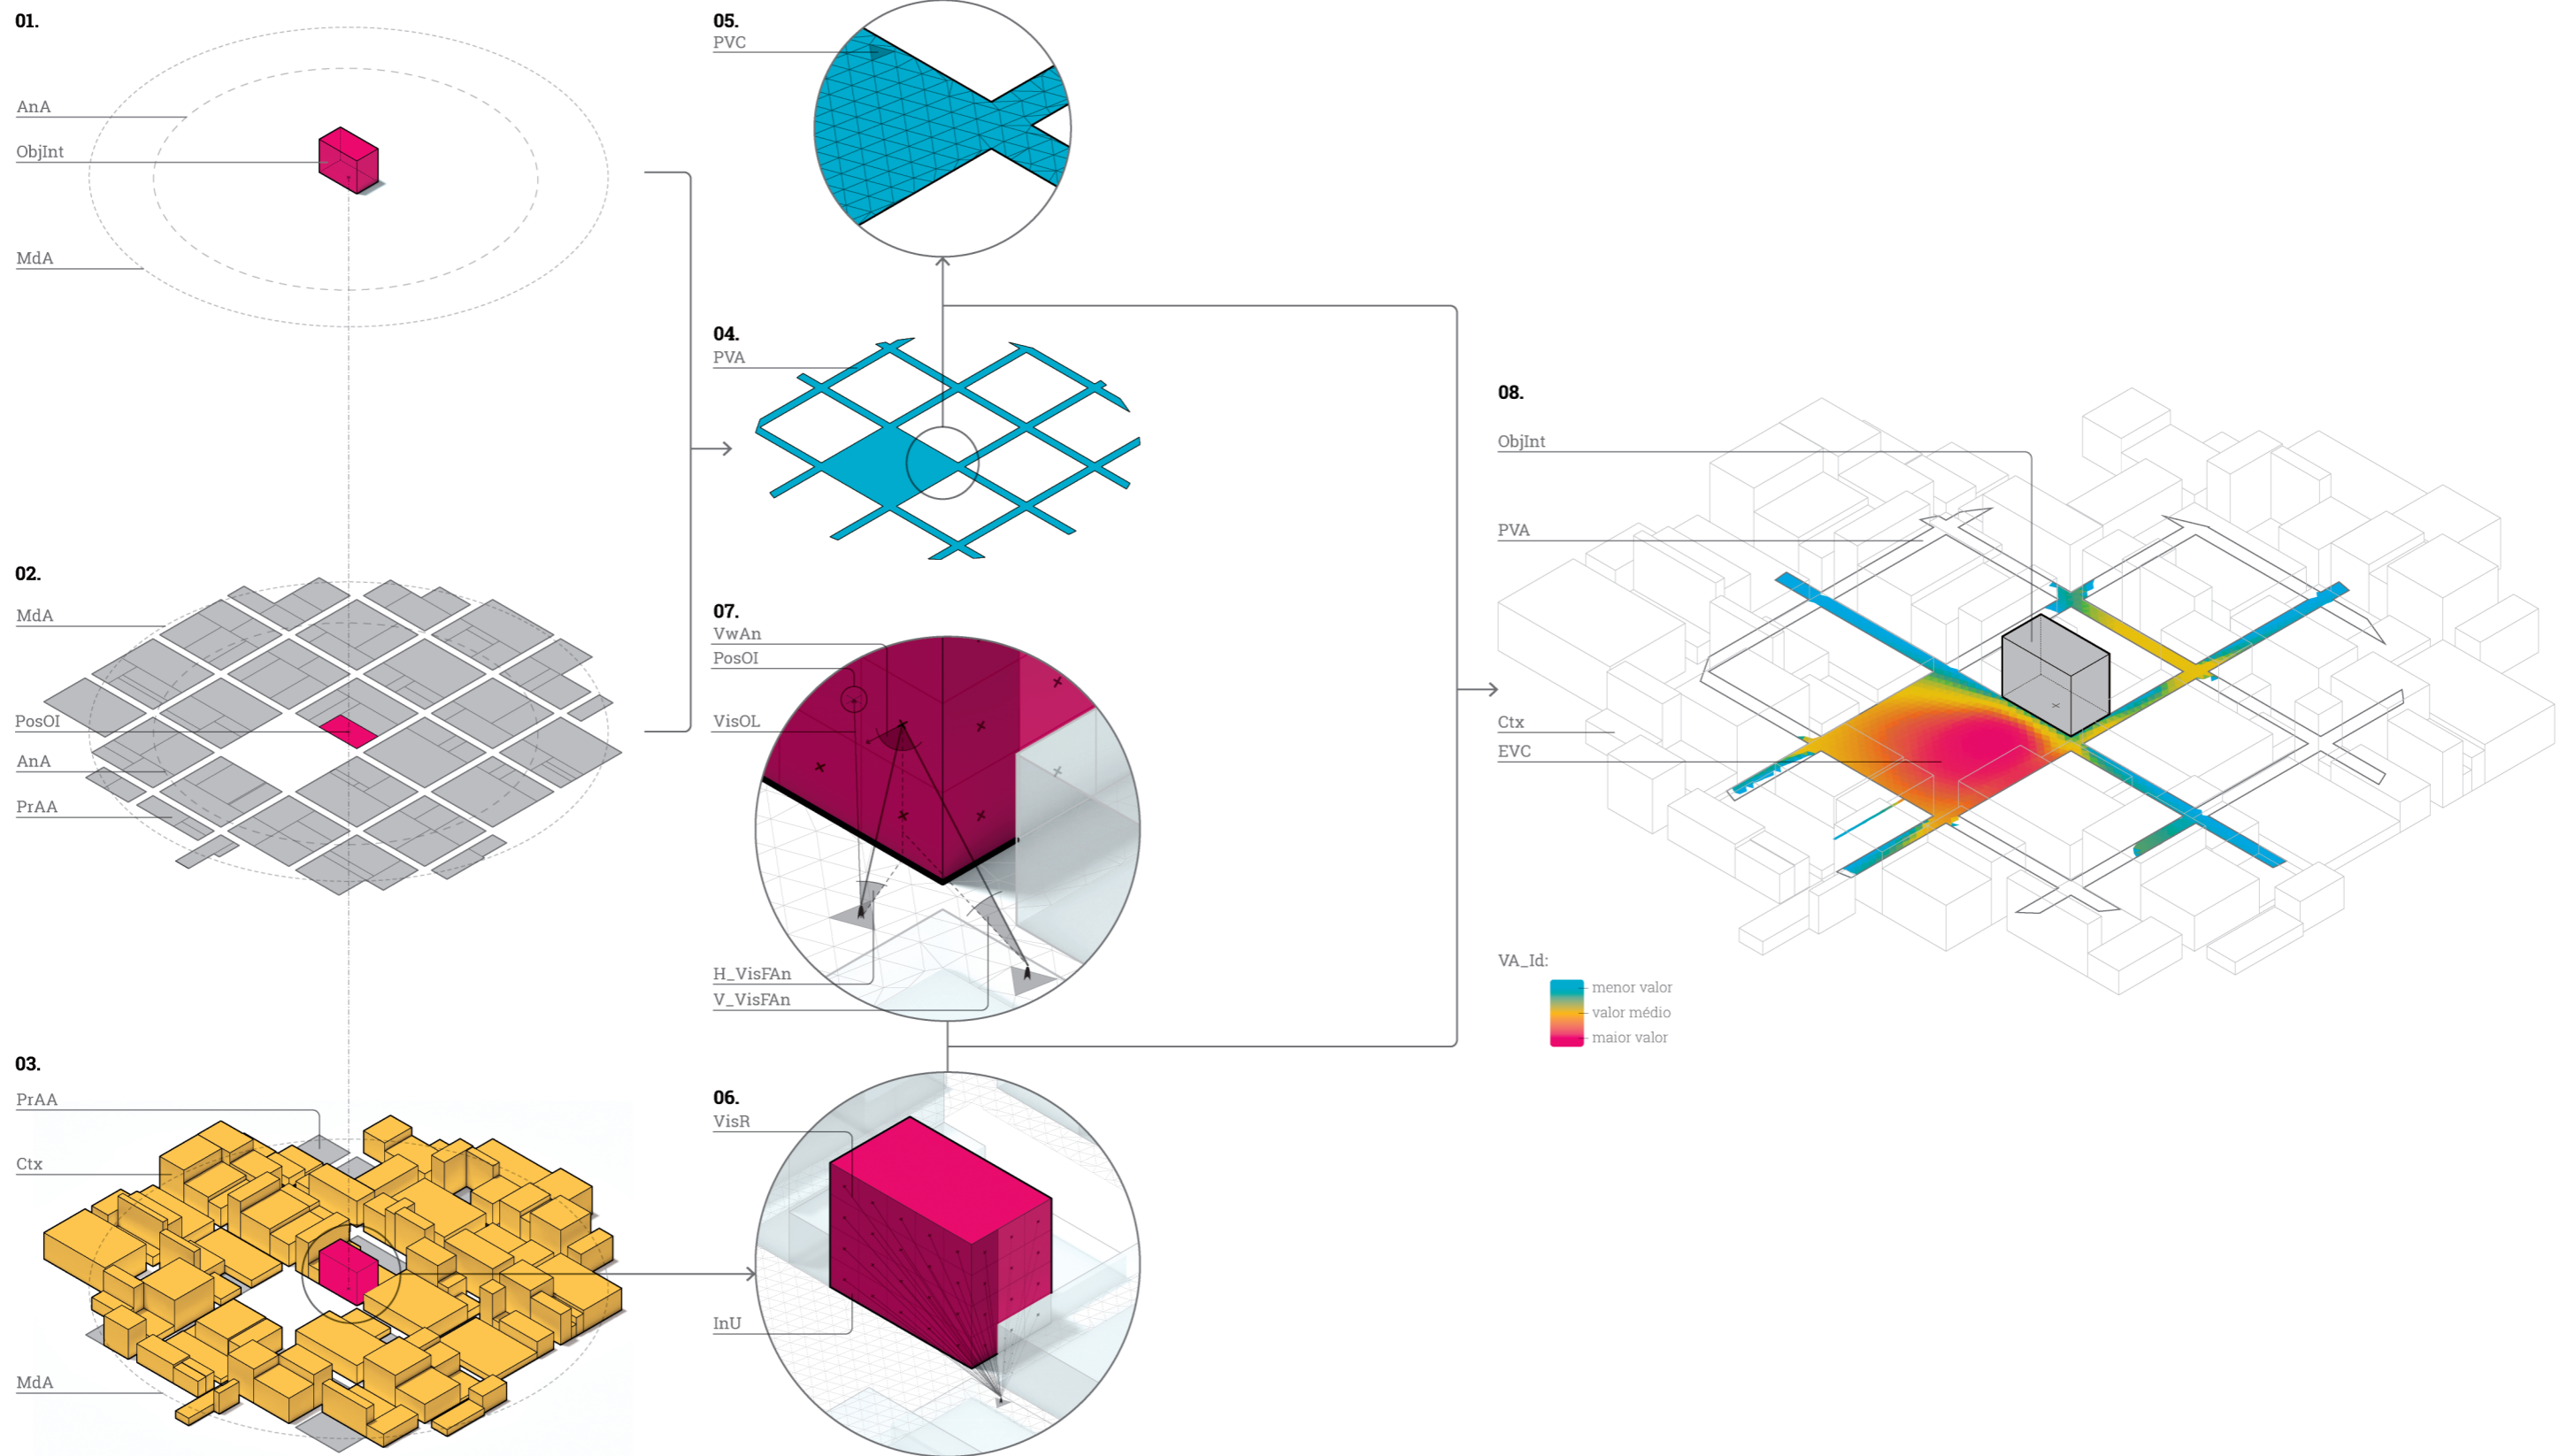 01.
AnA
ObjInt
MdA
02.
MdA
PosOI
AnA
PrAA
03.
PrAA
Ctx
MdA
05.
PVC
04.
PVA
07.
VwAn
PosOI
VisOL
H_VisFAn
V_VisFAn
06.
VisR
InU
08.
ObjInt
PVA
Ctx
EVC
VA_Id:
menor valor
valor médio
maior valor